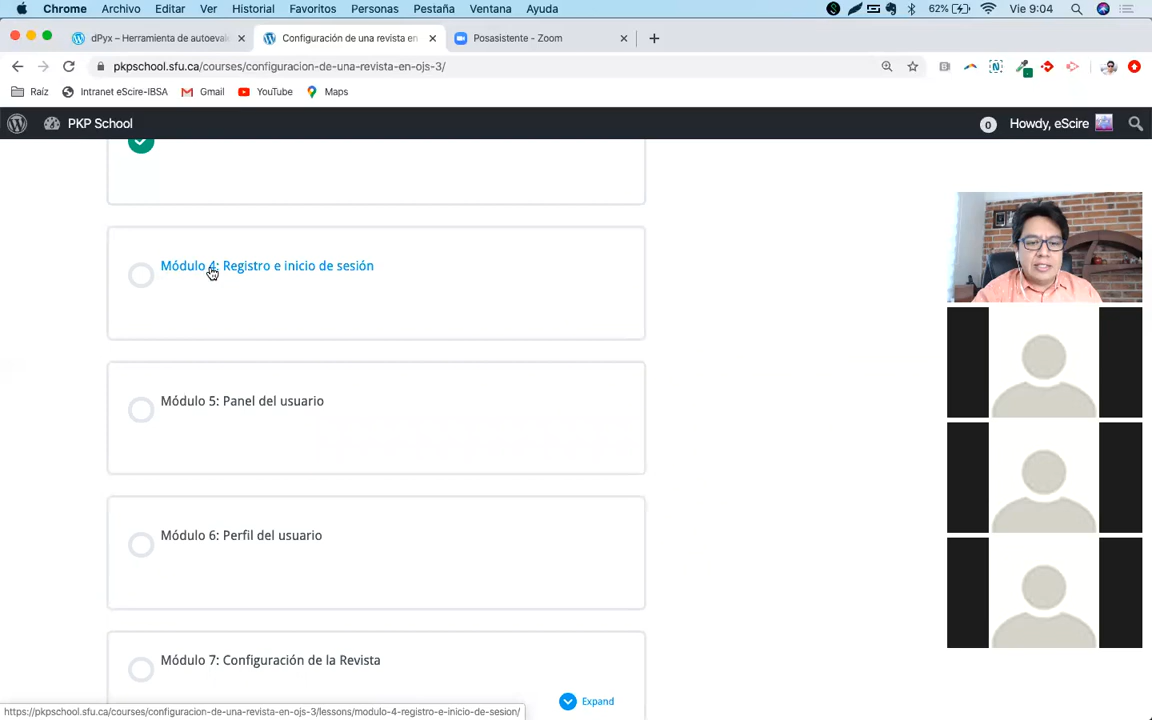 Chrome Archivo Editar Ver Historial Favoritos Personas Pestaña Ventana Ayuda 62% Vie 9:04
dPyx – Herramienta de autoeval
Configuración de una revista en
Posasistente - Zoom
pkpschool.sfu.ca/courses/configuracion-de-una-revista-en-ojs-3/
Raíz Intranet eScire-IBSA Gmail YouTube Maps
PKP School 0 Howdy, eScire
Módulo 4: Registro e inicio de sesión
Módulo 5: Panel del usuario
Módulo 6: Perfil del usuario
Módulo 7: Configuración de la Revista
Expand
https://pkpschool.sfu.ca/courses/configuracion-de-una-revista-en-ojs-3/lessons/modulo-4-registro-e-inicio-de-sesion/